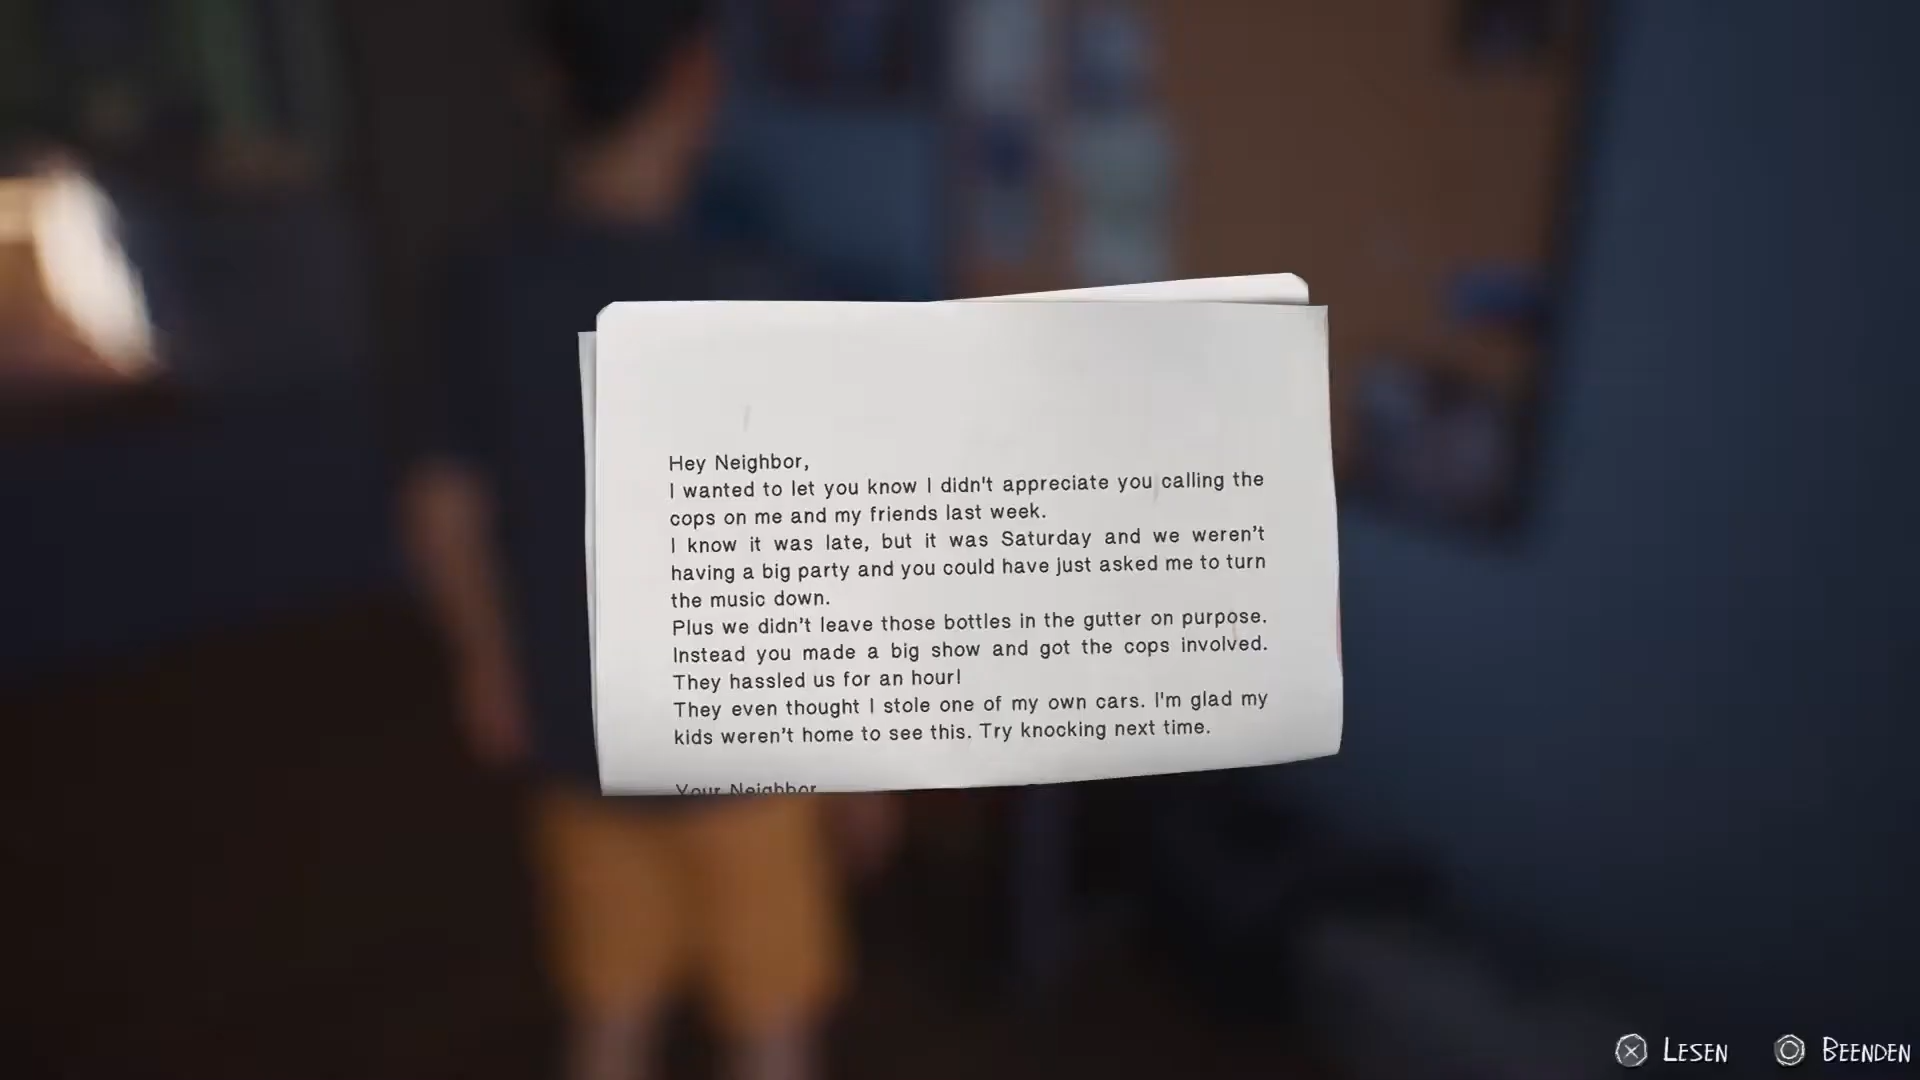 Hey Neighbor,
I wanted to let you know I didn't appreciate you calling the
cops on me and my friends last week.
I know it was late, but it was Saturday and we weren't
having a big party and you could have just asked me to turn
the music down.
Plus we didn't leave those bottles in the gutter on purpose.
Instead you made a big show and got the cops involved.
They hassled us for an hour!
They even thought I stole one of my own cars. I'm glad my
kids weren't home to see this. Try knocking next time.
Your Neighbor
LESEN
BEENDEN